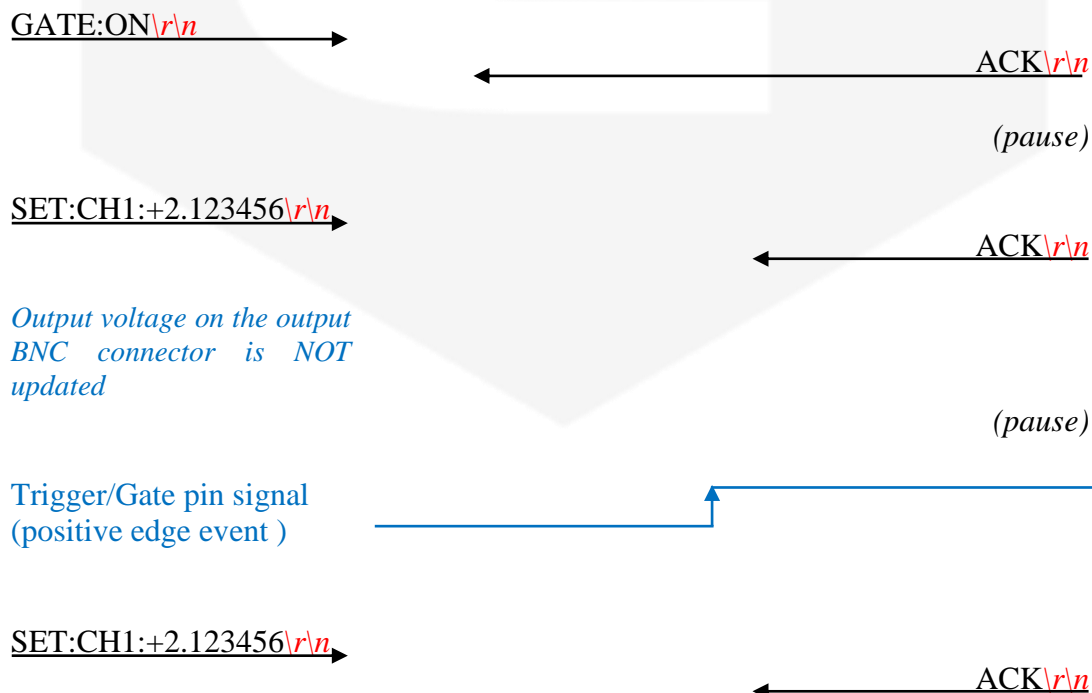 GATE:ON\r\n
ACK\r\n
(pause)
SET:CH1:+2.123456\r\n
ACK\r\n
Output voltage on the output
BNC connector is NOT
updated
(pause)
Trigger/Gate pin signal
(positive edge event )
SET:CH1:+2.123456\r\n
ACK\r\n